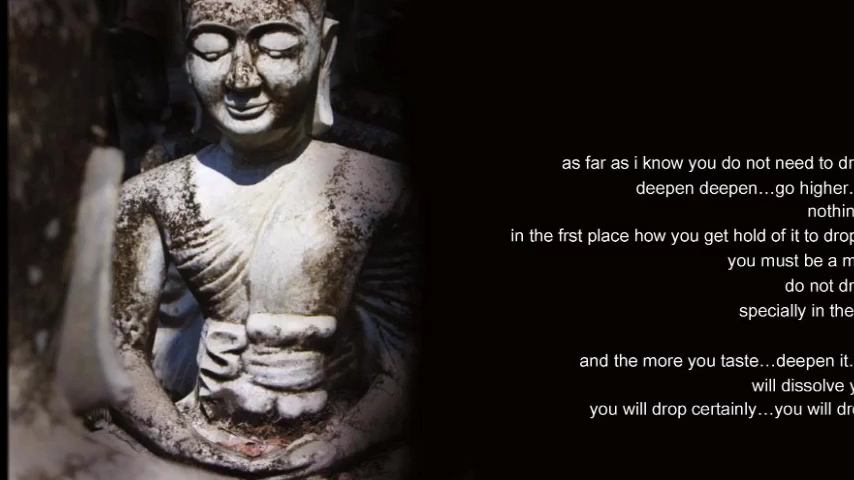 as far as i know you do not need to dr
deepen deepen...go higher.
nothin
in the frst place how you get hold of it to drop
you must be a m
do not dr
specially in the
and the more you taste...deepen it..
will dissolve y
you will drop certainly...you will dr